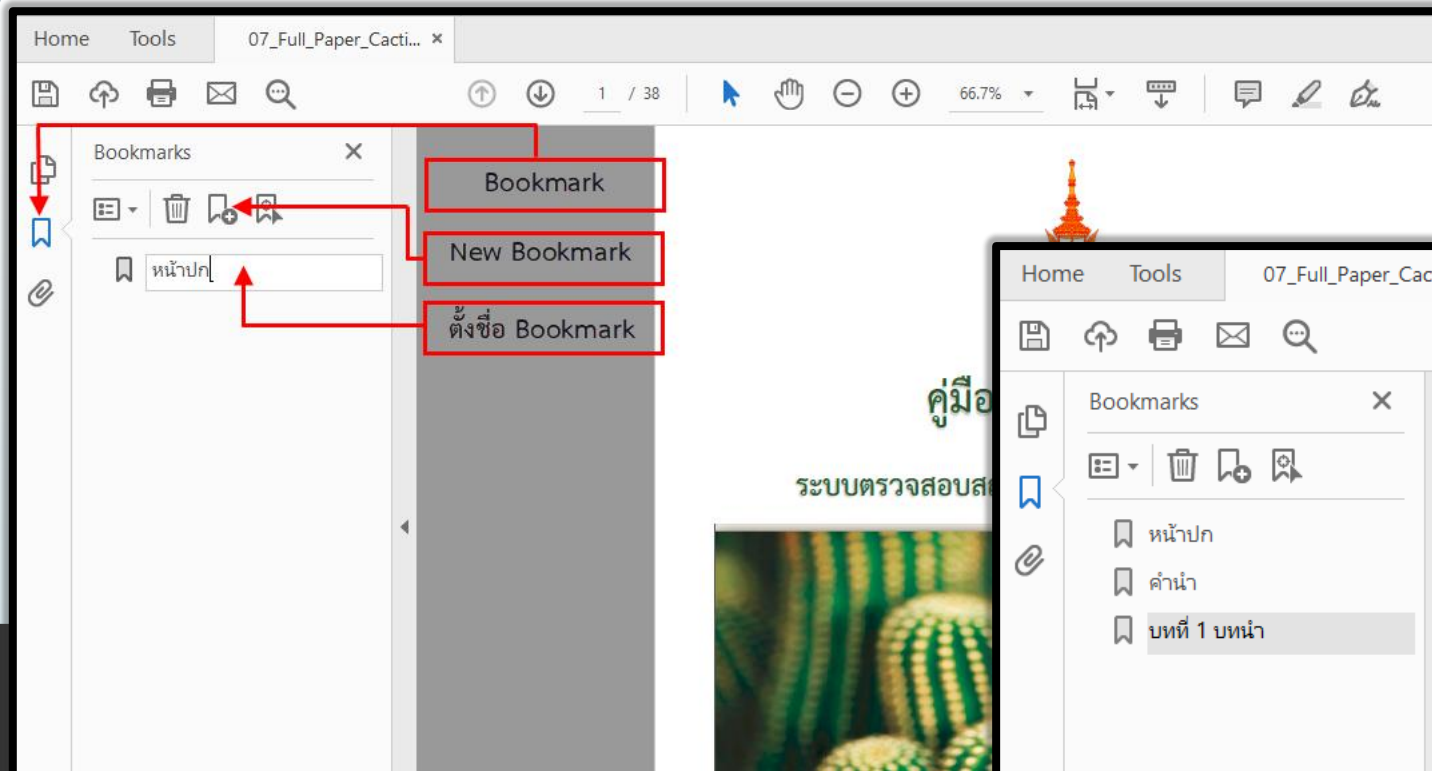 Home Tools 07_Full_Paper_Cacti... ×
1 / 38 66.7%
Bookmarks
หน้าปก
Bookmark
New Bookmark
ตั้งชื่อ Bookmark
คู่มือ
ระบบตรวจสอบ
Home Tools 07_Full_Paper_Cac
Bookmarks
หน้าปก
คำนำ
บทที่ 1 บทนำ